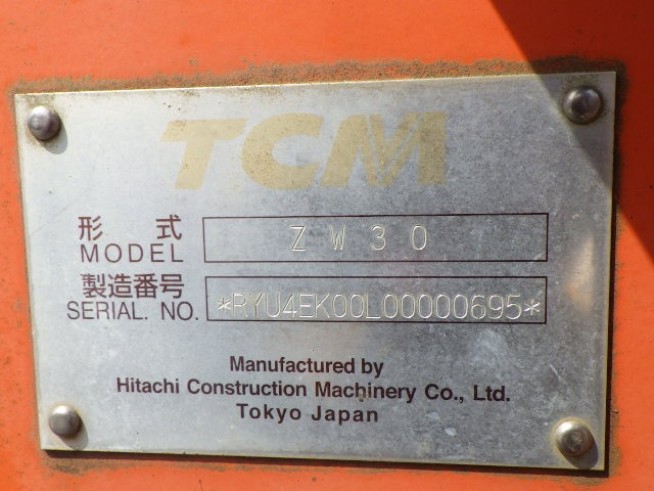 TCM
形 式 ZW30
MODEL
製造番号 *RYU4EK00L00000695*
SERIAL. NO.
Manufactured by
Hitachi Construction Machinery Co., Ltd.
Tokyo Japan